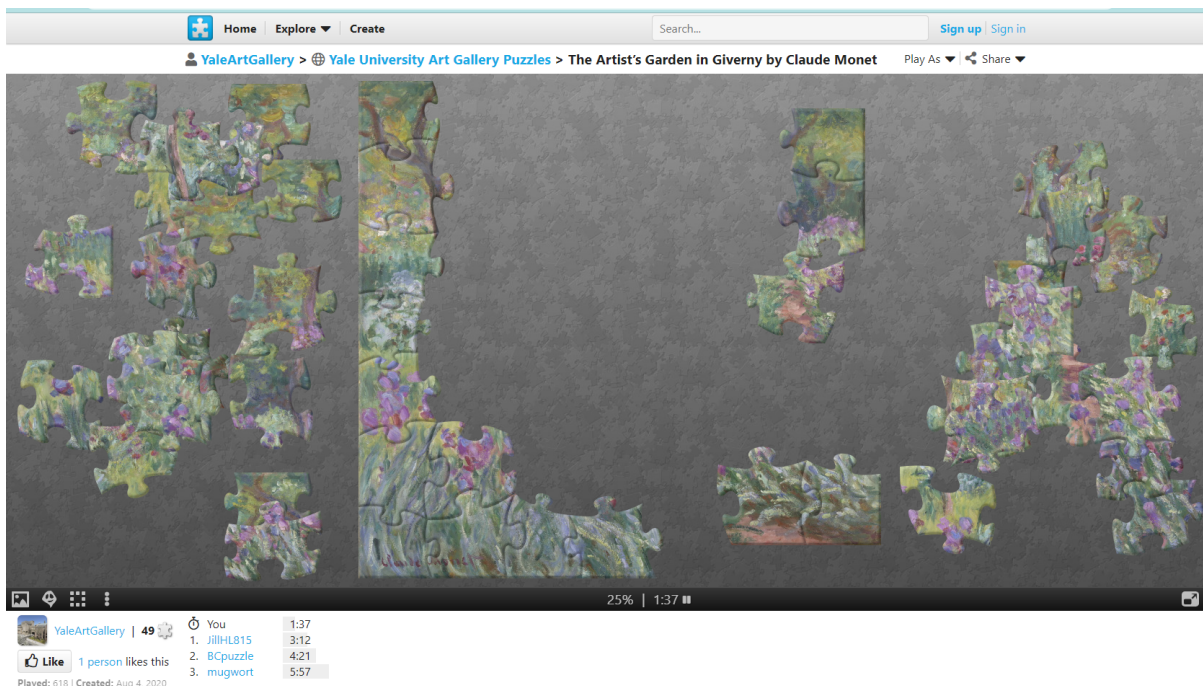 Home Explore Create Search... Sign up Sign in
YaleArtGallery > Yale University Art Gallery Puzzles > The Artist's Garden in Giverny by Claude Monet Play As Share
Claude Monet
25% | 1:37
YaleArtGallery | 49
Like 1 person likes this
Played: 618 | Created: Aug 4, 2020
You 1:37
1. JillHL815 3:12
2. BCpuzzle 4:21
3. mugwort 5:57